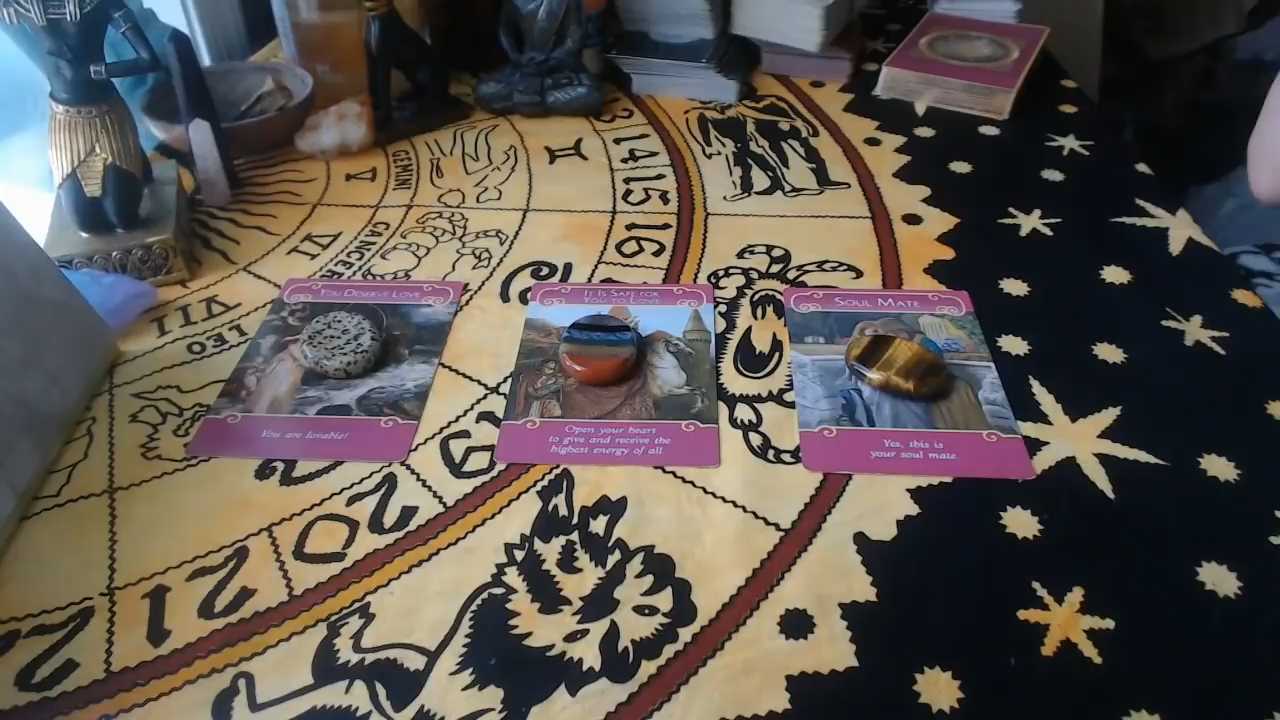 GEMINI
II
V
14
15
16
CANCER
VI
VII
LEO
YOU DESERVE LOVE
You are lovable!
IT IS SAFE FOR
YOU TO LOVE
Open your heart
to give and receive the
highest energy of all
SOUL MATE
Yes, this is
your soul mate.
20
21